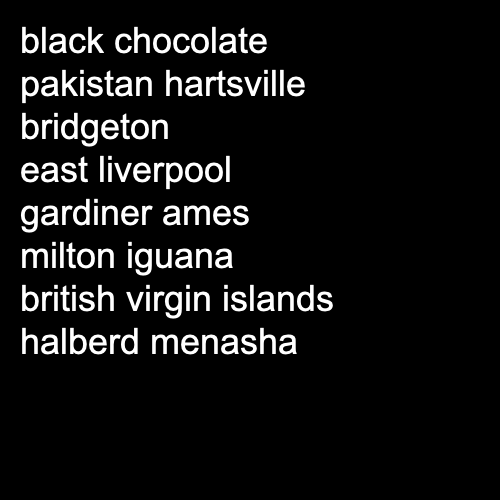 black chocolate
pakistan hartsville
bridgeton
east liverpool
gardiner ames
milton iguana
british virgin islands
halberd menasha